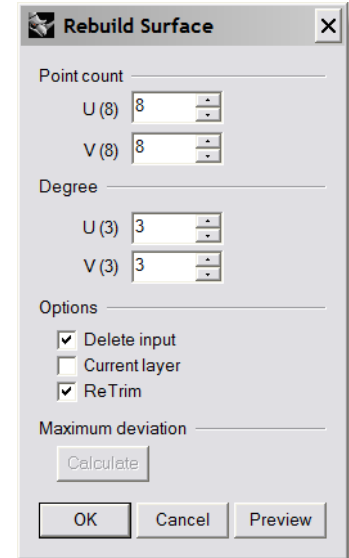 Rebuild Surface
Point count
U (8) 8
V (8) 8
Degree
U (3) 3
V (3) 3
Options
Delete input
Current layer
ReTrim
Maximum deviation
Calculate
OK Cancel Preview